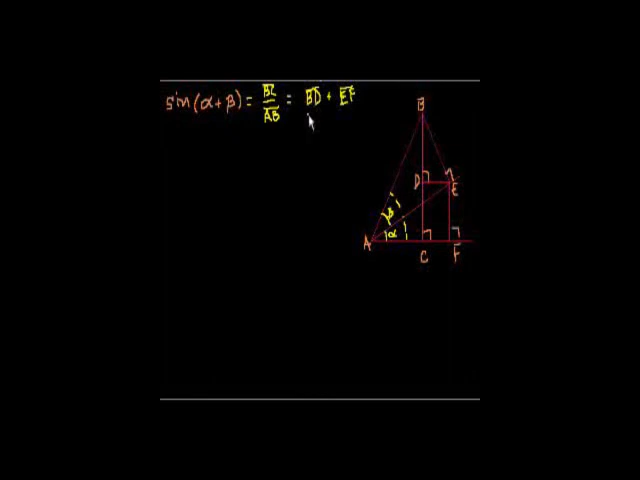 sin(α+β) = BC/AB = BD + EF
B
D
E
β
α
A
C
F